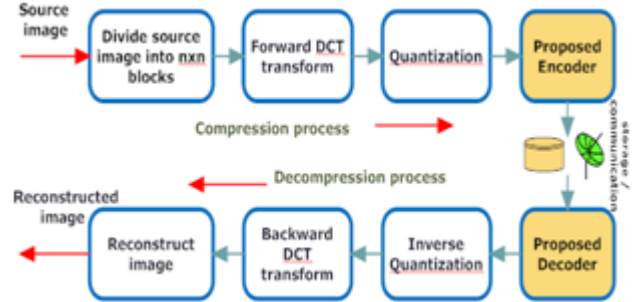 Source
image
Divide source
image into nxn
blocks
Forward DCT
transform
Quantization
Proposed
Encoder
Compression process
storage /
communication
Decompression process
Reconstructed
image
Reconstruct
image
Backward
DCT
transform
Inverse
Quantization
Proposed
Decoder